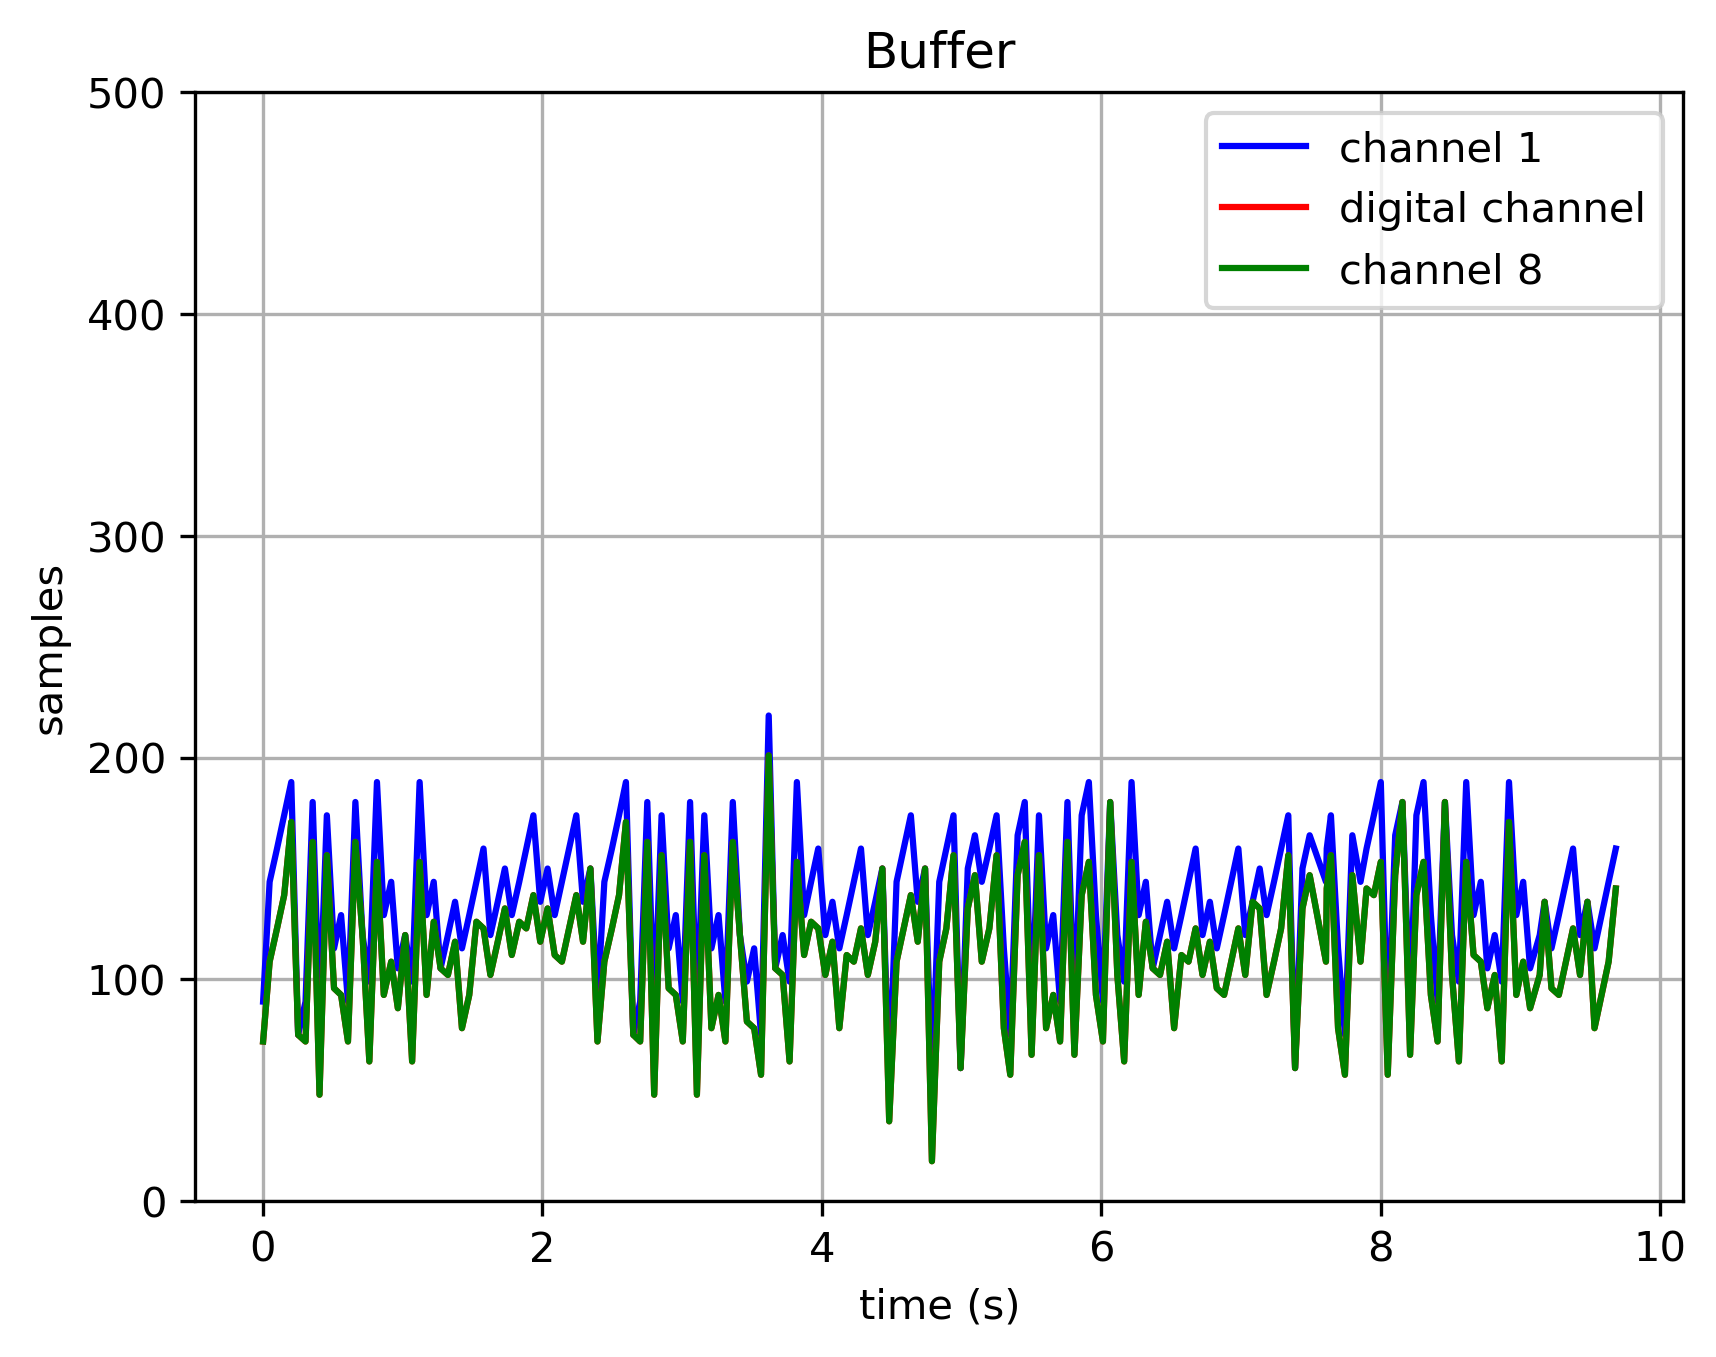 Buffer
500
400
300
200
100
0
samples
channel 1
digital channel
channel 8
0 2 4 6 8 10
time (s)